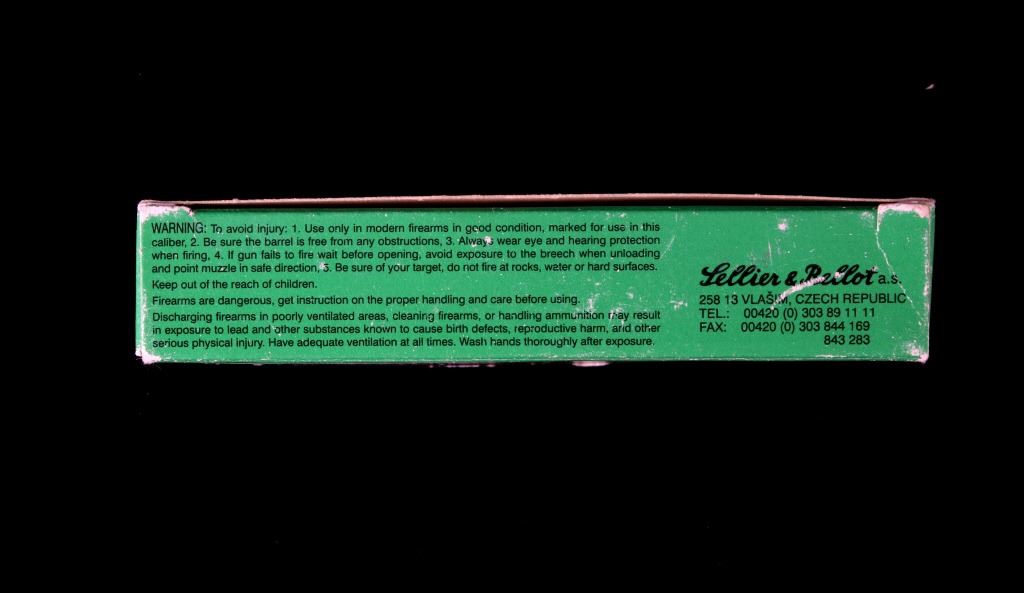 WARNING: To avoid injury: 1. Use only in modern firearms in good condition, marked for use in this
caliber, 2. Be sure the barrel is free from any obstructions, 3. Always wear eye and hearing protection
when firing, 4. If gun fails to fire wait before opening, avoid exposure to the breech when unloading
and point muzzle in safe direction, 5. Be sure of your target, do not fire at rocks, water or hard surfaces.
Keep out of the reach of children.
Firearms are dangerous, get instruction on the proper handling and care before using.
Discharging firearms in poorly ventilated areas, cleaning firearms, or handling ammunition may result
in exposure to lead and other substances known to cause birth defects, reproductive harm, and other
serious physical injury. Have adequate ventilation at all times. Wash hands thoroughly after exposure.
Sellier & Bellot a.s.
258 13 VLAŠIM, CZECH REPUBLIC
TEL.: 00420 (0) 303 89 11 11
FAX: 00420 (0) 303 844 169
843 283